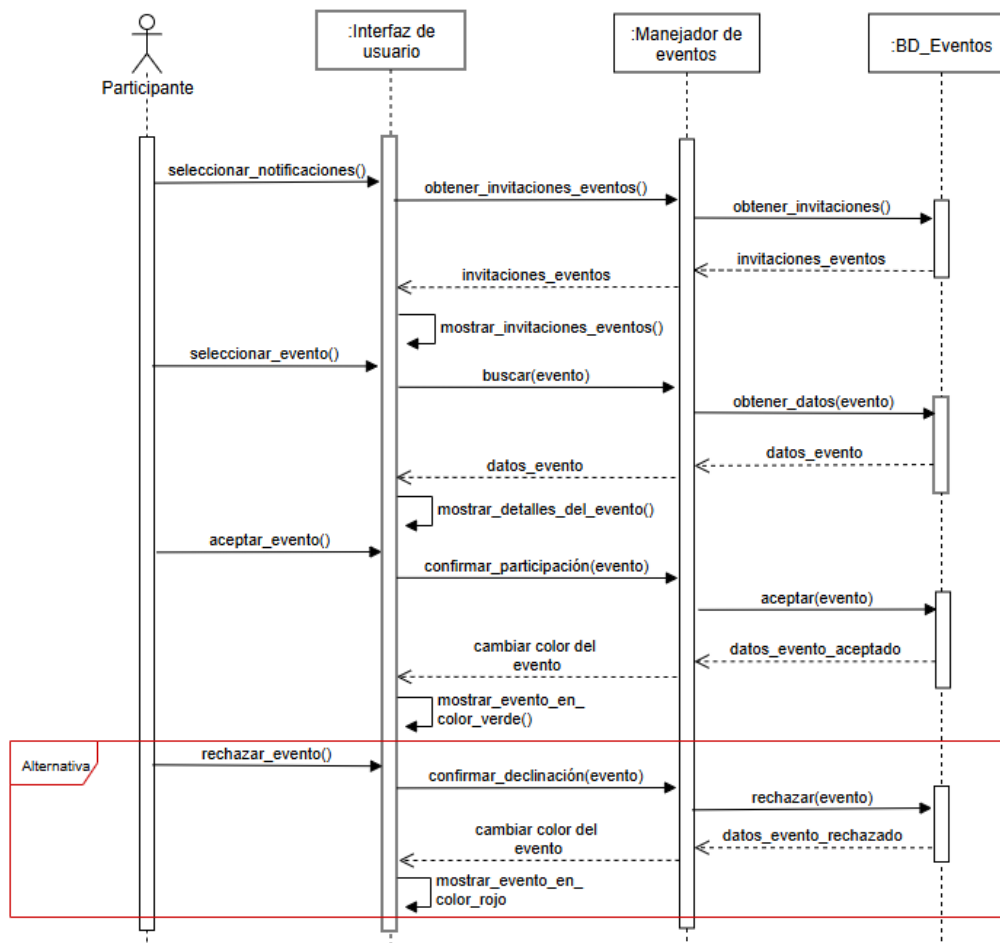 :Interfaz de
usuario
:Manejador de
eventos
:BD_Eventos
Participante
seleccionar_notificaciones()
obtener_invitaciones_eventos()
obtener_invitaciones()
invitaciones_eventos
invitaciones_eventos
mostrar_invitaciones_eventos()
seleccionar_evento()
buscar(evento)
obtener_datos(evento)
datos_evento
datos_evento
mostrar_detalles_del_evento()
aceptar_evento()
confirmar_participación(evento)
aceptar(evento)
datos_evento_aceptado
cambiar color del
evento
mostrar_evento_en_
color_verde()
Alternativa
rechazar_evento()
confirmar_declinación(evento)
rechazar(evento)
datos_evento_rechazado
cambiar color del
evento
mostrar_evento_en_
color_rojo